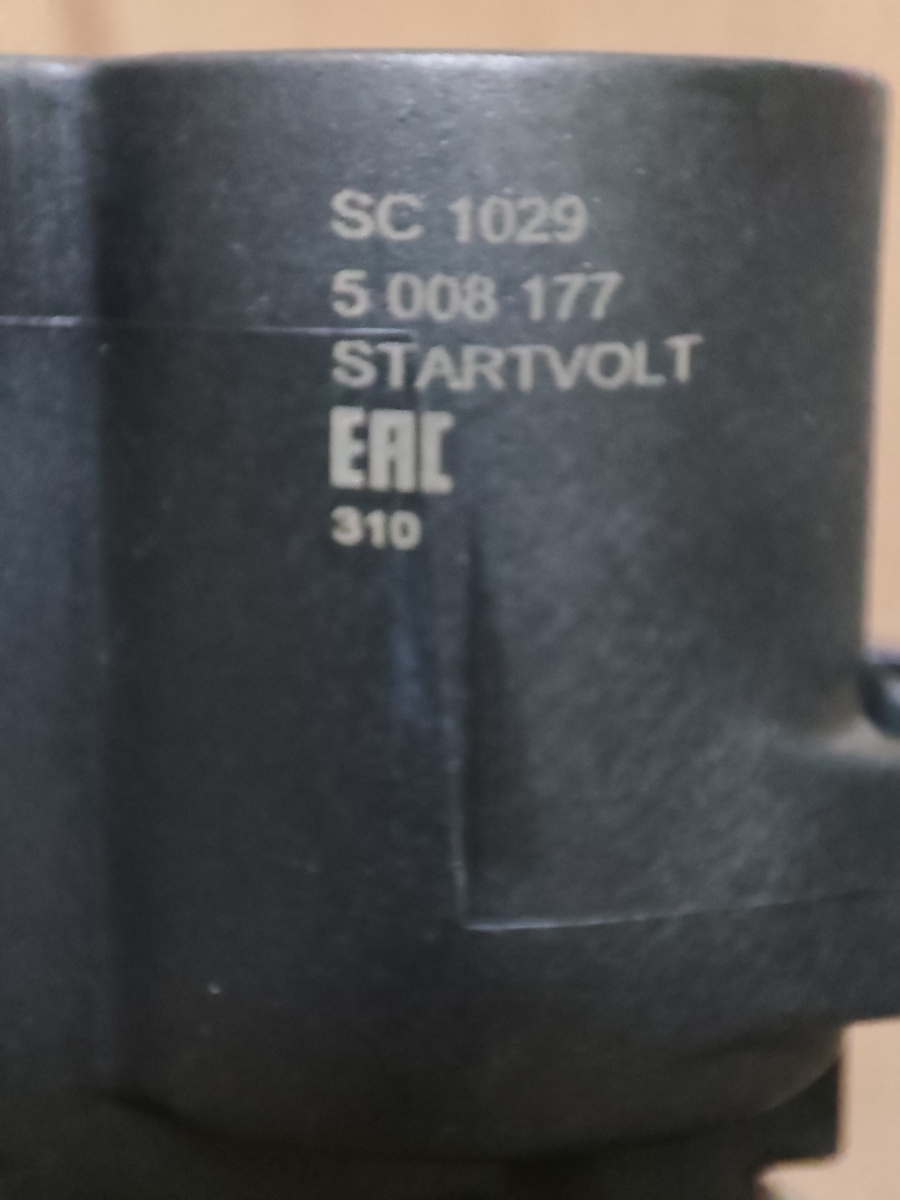 SC 1029
5 008 177
STARTVOLT
EAC
310